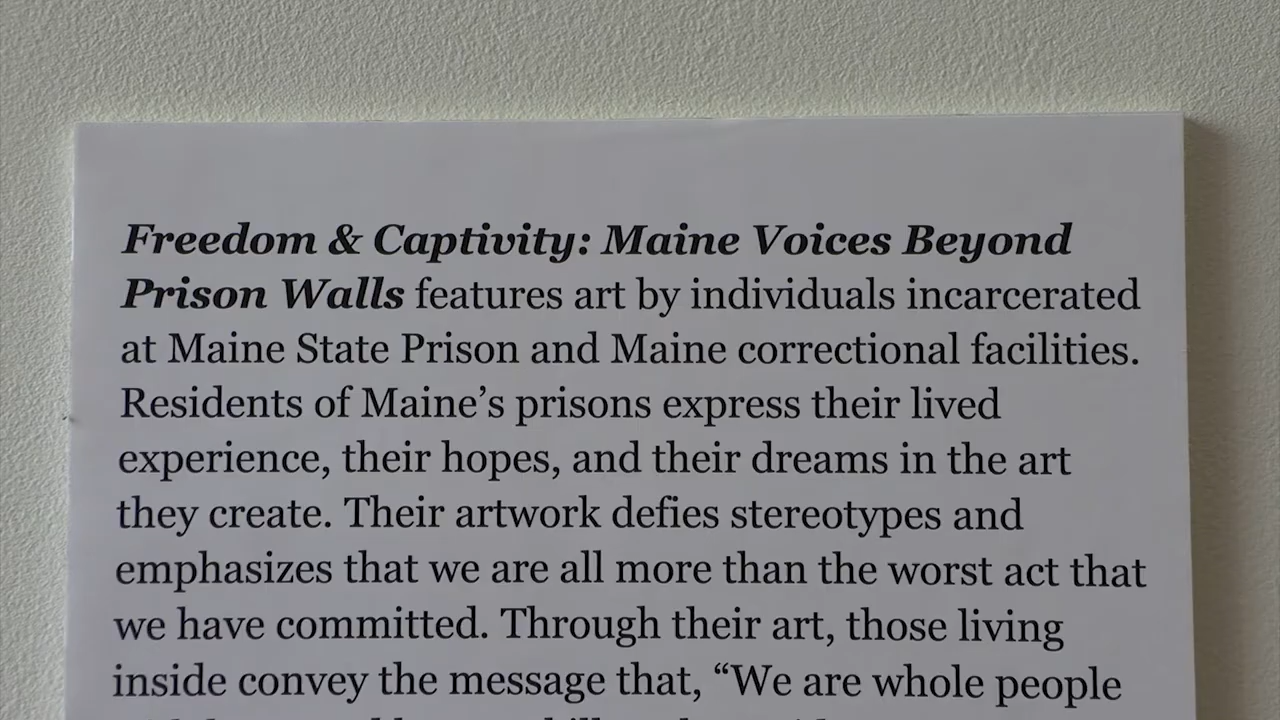 Freedom & Captivity: Maine Voices Beyond
Prison Walls features art by individuals incarcerated
at Maine State Prison and Maine correctional facilities.
Residents of Maine’s prisons express their lived
experience, their hopes, and their dreams in the art
they create. Their artwork defies stereotypes and
emphasizes that we are all more than the worst act that
we have committed. Through their art, those living
inside convey the message that, “We are whole people